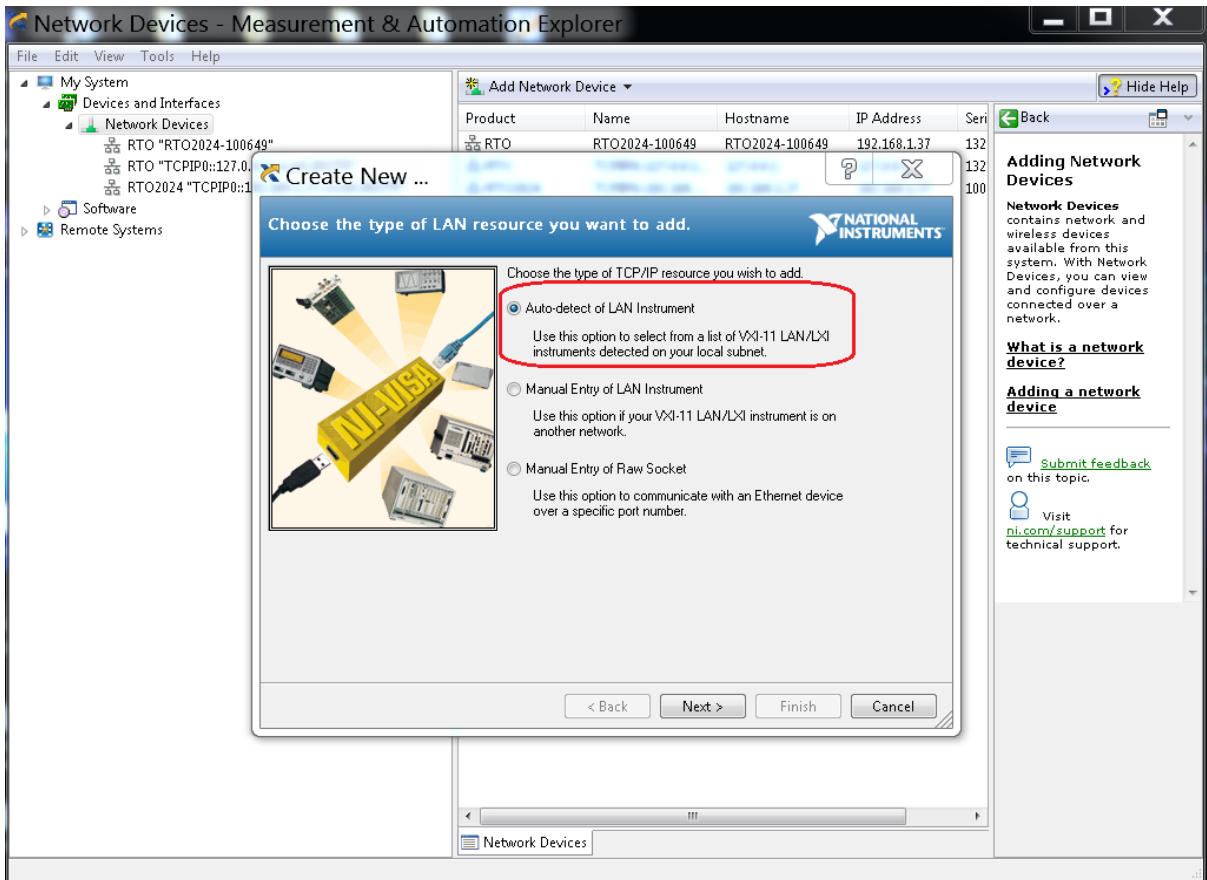 Network Devices - Measurement & Automation Explorer
File Edit View Tools Help
My System
Devices and Interfaces
Network Devices
RTO "RTO2024-100649"
RTO "TCPIP0::127.0.
RTO2024 "TCPIP0::1
Software
Remote Systems
Add Network Device
Hide Help
Product Name Hostname IP Address Seri
RTO RTO2024-100649 RTO2024-100649 192.168.1.37 132
132
100
Create New ...
Choose the type of LAN resource you want to add.
NATIONAL
INSTRUMENTS
NI-VISA
Choose the type of TCP/IP resource you wish to add.
Auto-detect of LAN Instrument
Use this option to select from a list of VXI-11 LAN/LXI
instruments detected on your local subnet.
Manual Entry of LAN Instrument
Use this option if your VXI-11 LAN/LXI instrument is on
another network.
Manual Entry of Raw Socket
Use this option to communicate with an Ethernet device
over a specific port number.
< Back Next > Finish Cancel
Network Devices
Back
Adding Network
Devices
Network Devices
contains network and
wireless devices
available from this
system. With Network
Devices, you can view
and configure devices
connected over a
network.
What is a network
device?
Adding a network
device
Submit feedback
on this topic.
Visit
ni.com/support for
technical support.